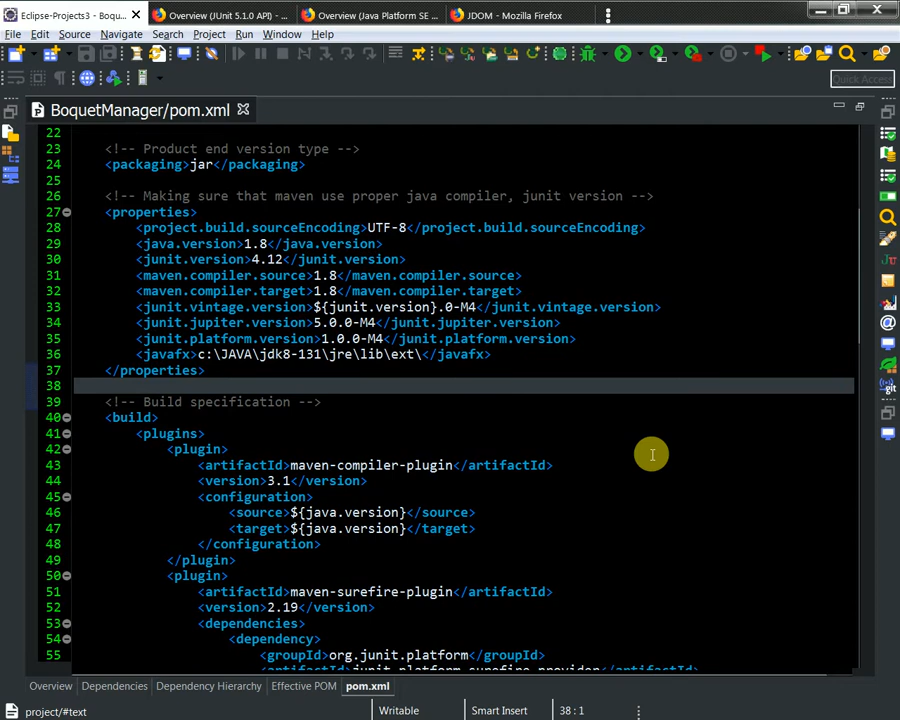 Eclipse-Projects3 - Boqu...
Overview (JUnit 5.1.0 API) - ...
Overview (Java Platform SE ...
JDOM - Mozilla Firefox
File Edit Source Navigate Search Project Run Window Help
Quick Access
BoquetManager/pom.xml
22
23 <!-- Product end version type -->
24 <packaging>jar</packaging>
25
26 <!-- Making sure that maven use proper java compiler, junit version -->
27 <properties>
28 <project.build.sourceEncoding>UTF-8</project.build.sourceEncoding>
29 <java.version>1.8</java.version>
30 <junit.version>4.12</junit.version>
31 <maven.compiler.source>1.8</maven.compiler.source>
32 <maven.compiler.target>1.8</maven.compiler.target>
33 <junit.vintage.version>${junit.version}.0-M4</junit.vintage.version>
34 <junit.jupiter.version>5.0.0-M4</junit.jupiter.version>
35 <junit.platform.version>1.0.0-M4</junit.platform.version>
36 <javafx>c:\JAVA\jdk8-131\jre\lib\ext\</javafx>
37 </properties>
38
39 <!-- Build specification -->
40 <build>
41 <plugins>
42 <plugin>
43 <artifactId>maven-compiler-plugin</artifactId>
44 <version>3.1</version>
45 <configuration>
46 <source>${java.version}</source>
47 <target>${java.version}</target>
48 </configuration>
49 </plugin>
50 <plugin>
51 <artifactId>maven-surefire-plugin</artifactId>
52 <version>2.19</version>
53 <dependencies>
54 <dependency>
55 <groupId>org.junit.platform</groupId>
<artifactId>junit-platform-surefire-provider</artifactId>
Overview Dependencies Dependency Hierarchy Effective POM pom.xml
project/#text
Writable
Smart Insert
38 : 1